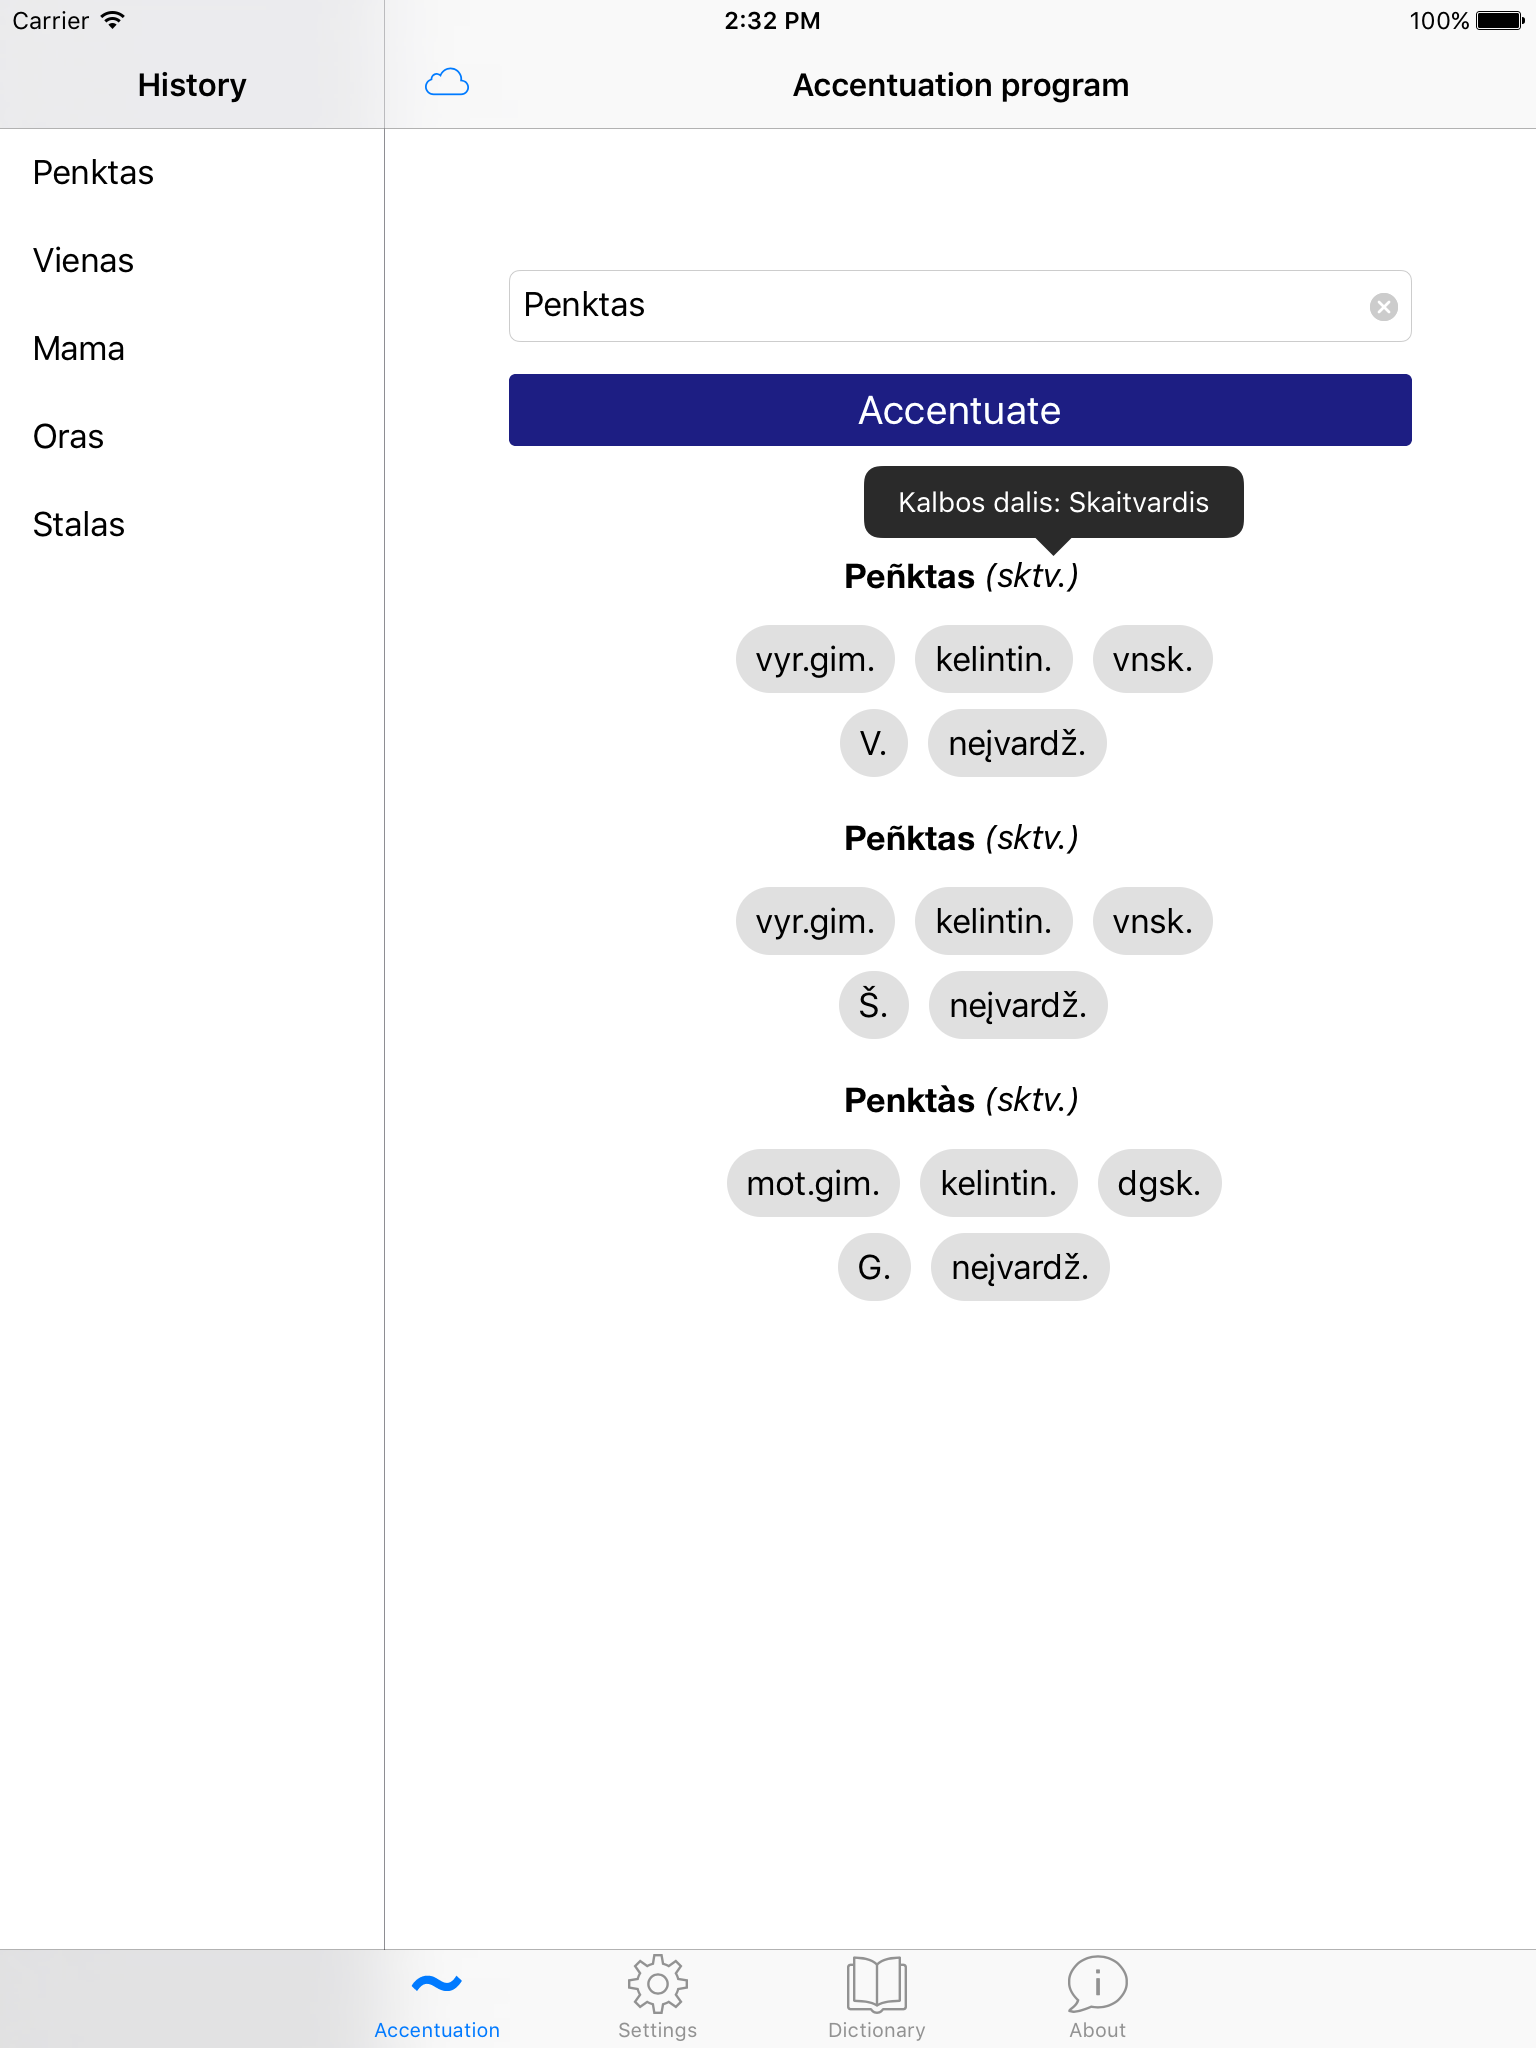 Carrier
2:32 PM
100%
History
Accentuation program
Penktas
Vienas
Mama
Oras
Stalas
Penktas
Accentuate
Kalbos dalis: Skaitvardis
Peñktas (sktv.)
vyr.gim. kelintin. vnsk.
V. neįvardž.
Peñktas (sktv.)
vyr.gim. kelintin. vnsk.
Š. neįvardž.
Penktàs (sktv.)
mot.gim. kelintin. dgsk.
G. neįvardž.
Accentuation
Settings
Dictionary
About